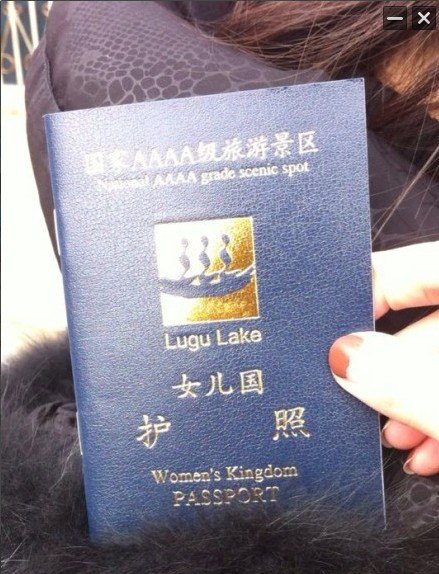 国家AAAA级旅游景区
National AAAA grade scenic spot
Lugu Lake
女儿国
护 照
Women's Kingdom
PASSPORT